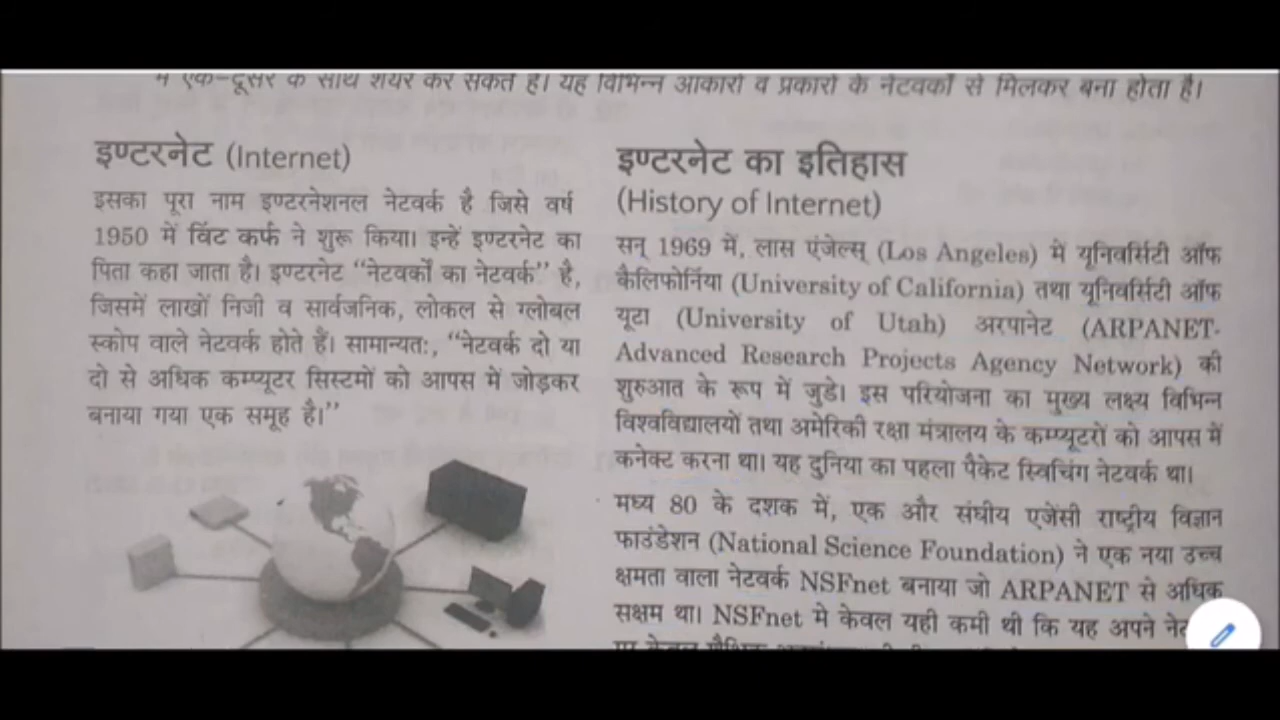 में एक-दूसरे के साथ शेयर कर सकते हैं। यह विभिन्न आकारों व प्रकारों के नेटवर्कों से मिलकर बना होता है।
इण्टरनेट (Internet)
इसका पूरा नाम इण्टरनेशनल नेटवर्क है जिसे वर्ष
1950 में विंट कर्फ ने शुरू किया। इन्हें इण्टरनेट का
पिता कहा जाता है। इण्टरनेट “नेटवर्कों का नेटवर्क” है,
जिसमें लाखों निजी व सार्वजनिक, लोकल से ग्लोबल
स्कोप वाले नेटवर्क होते हैं। सामान्यत:, “नेटवर्क दो या
दो से अधिक कम्प्यूटर सिस्टमों को आपस में जोड़कर
बनाया गया एक समूह है।”
इण्टरनेट का इतिहास
(History of Internet)
सन् 1969 में, लास एंजेल्स् (Los Angeles) में यूनिवर्सिटी ऑफ
कैलिफोर्निया (University of California) तथा यूनिवर्सिटी ऑफ
यूटा (University of Utah) अरपानेट (ARPANET-
Advanced Research Projects Agency Network) की
शुरुआत के रूप में जुडे। इस परियोजना का मुख्य लक्ष्य विभिन्न
विश्वविद्यालयों तथा अमेरिकी रक्षा मंत्रालय के कम्प्यूटरों को आपस में
कनेक्ट करना था। यह दुनिया का पहला पैकेट स्विचिंग नेटवर्क था।
मध्य 80 के दशक में, एक और संघीय एजेंसी राष्ट्रीय विज्ञान
फाउंडेशन (National Science Foundation) ने एक नया उच्च
क्षमता वाला नेटवर्क NSFnet बनाया जो ARPANET से अधिक
सक्षम था। NSFnet मे केवल यही कमी थी कि यह अपने